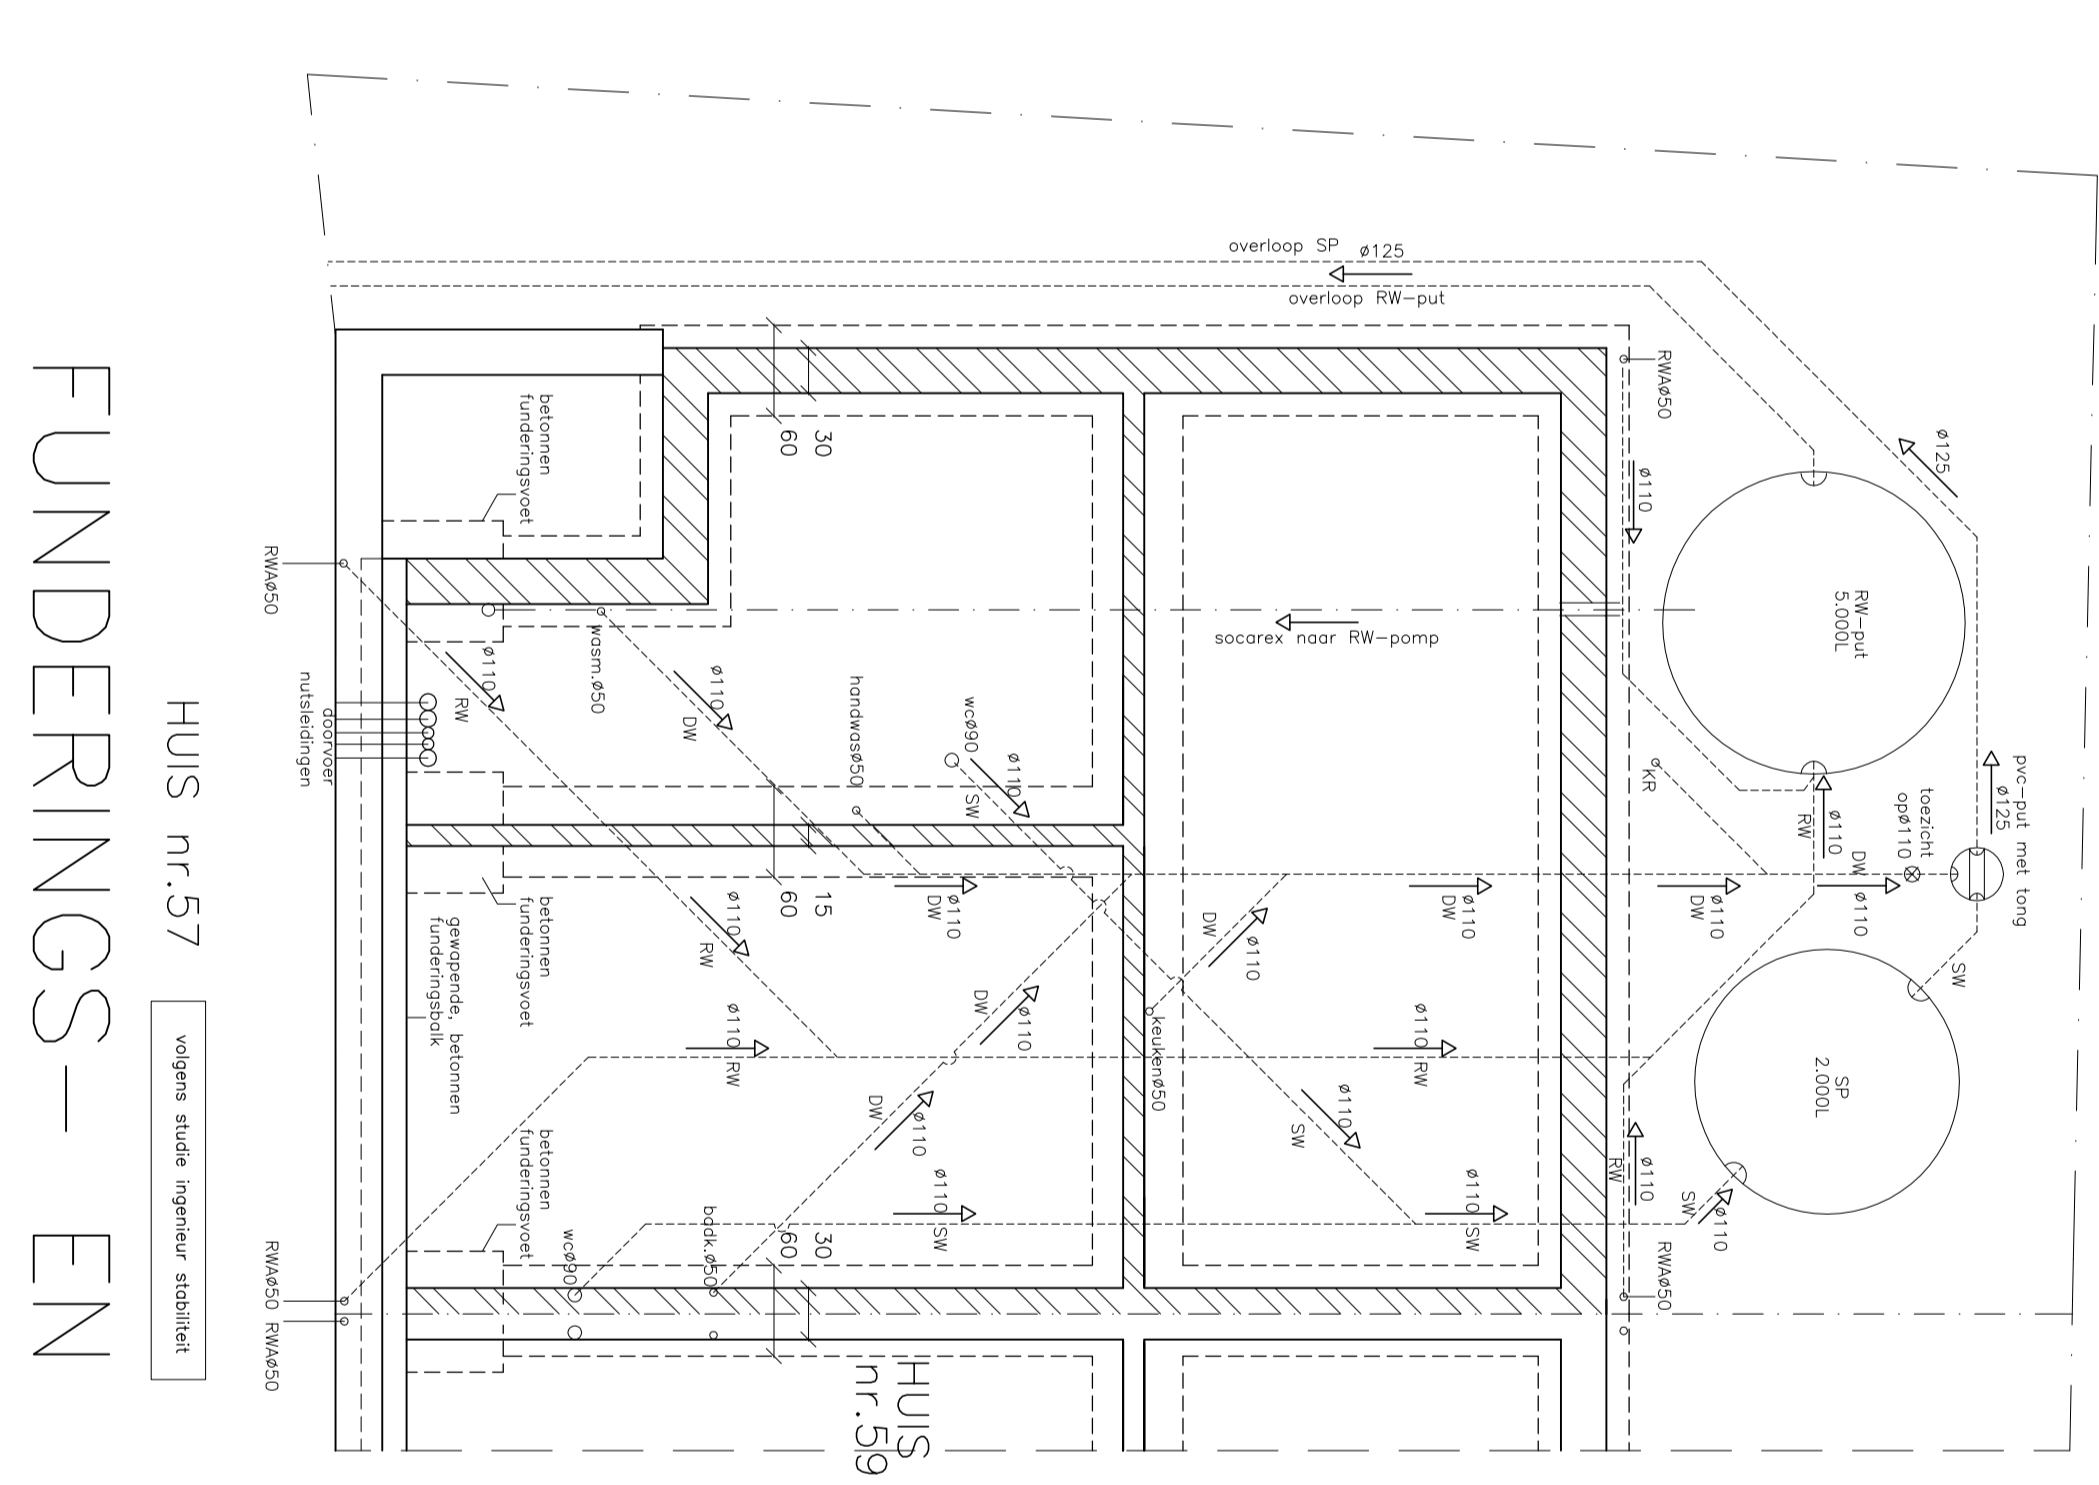 FUNDERINGS— EN
HUIS nr.57
volgens studie ingenieur stabiliteit
HUIS
nr.59
overloop SP ø125
overloop RW-put
RWAø50
ø110
ø125
RW-put
5.000L
pvc-put met tong
ø125
toezicht
opø110
KR
ø110
RW
DW ø110
ø110
DW
SW
SP
2.000L
SW ø110
ø110
RW
RWAø50
socarex naar RW-pomp
30
60
betonnen
funderingsvoet
RWAø50
wasm.ø50
ø110
RW
ø110
DW
handwasø50
wcø90
ø110
SW
doorvoer
nutsleidingen
15
60
ø110
DW
ø110
DW
ø110
DW
ø110
RW
betonnen
funderingsvoet
gewapende, betonnen
funderingsbalk
ø110
DW
ø110 RW
ø110 RW
keukenø50
ø110
DW
ø110
SW
betonnen
funderingsvoet
ø110 SW
ø110 SW
30
60
wcø90
badk.ø50
RWAø50 RWAø50